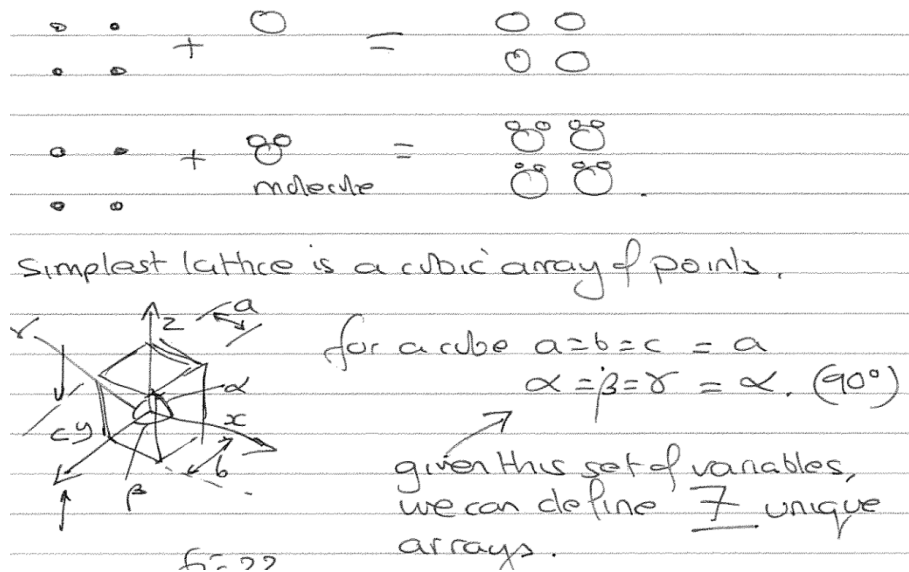 + =
+ =
molecule
simplest lattice is a cubic array of points.
z a
α
x
c y
b
β
γ
for a cube a=b=c = a
α=β=γ = α. (90°)
given this set of variables,
we can define 7 unique
arrays.